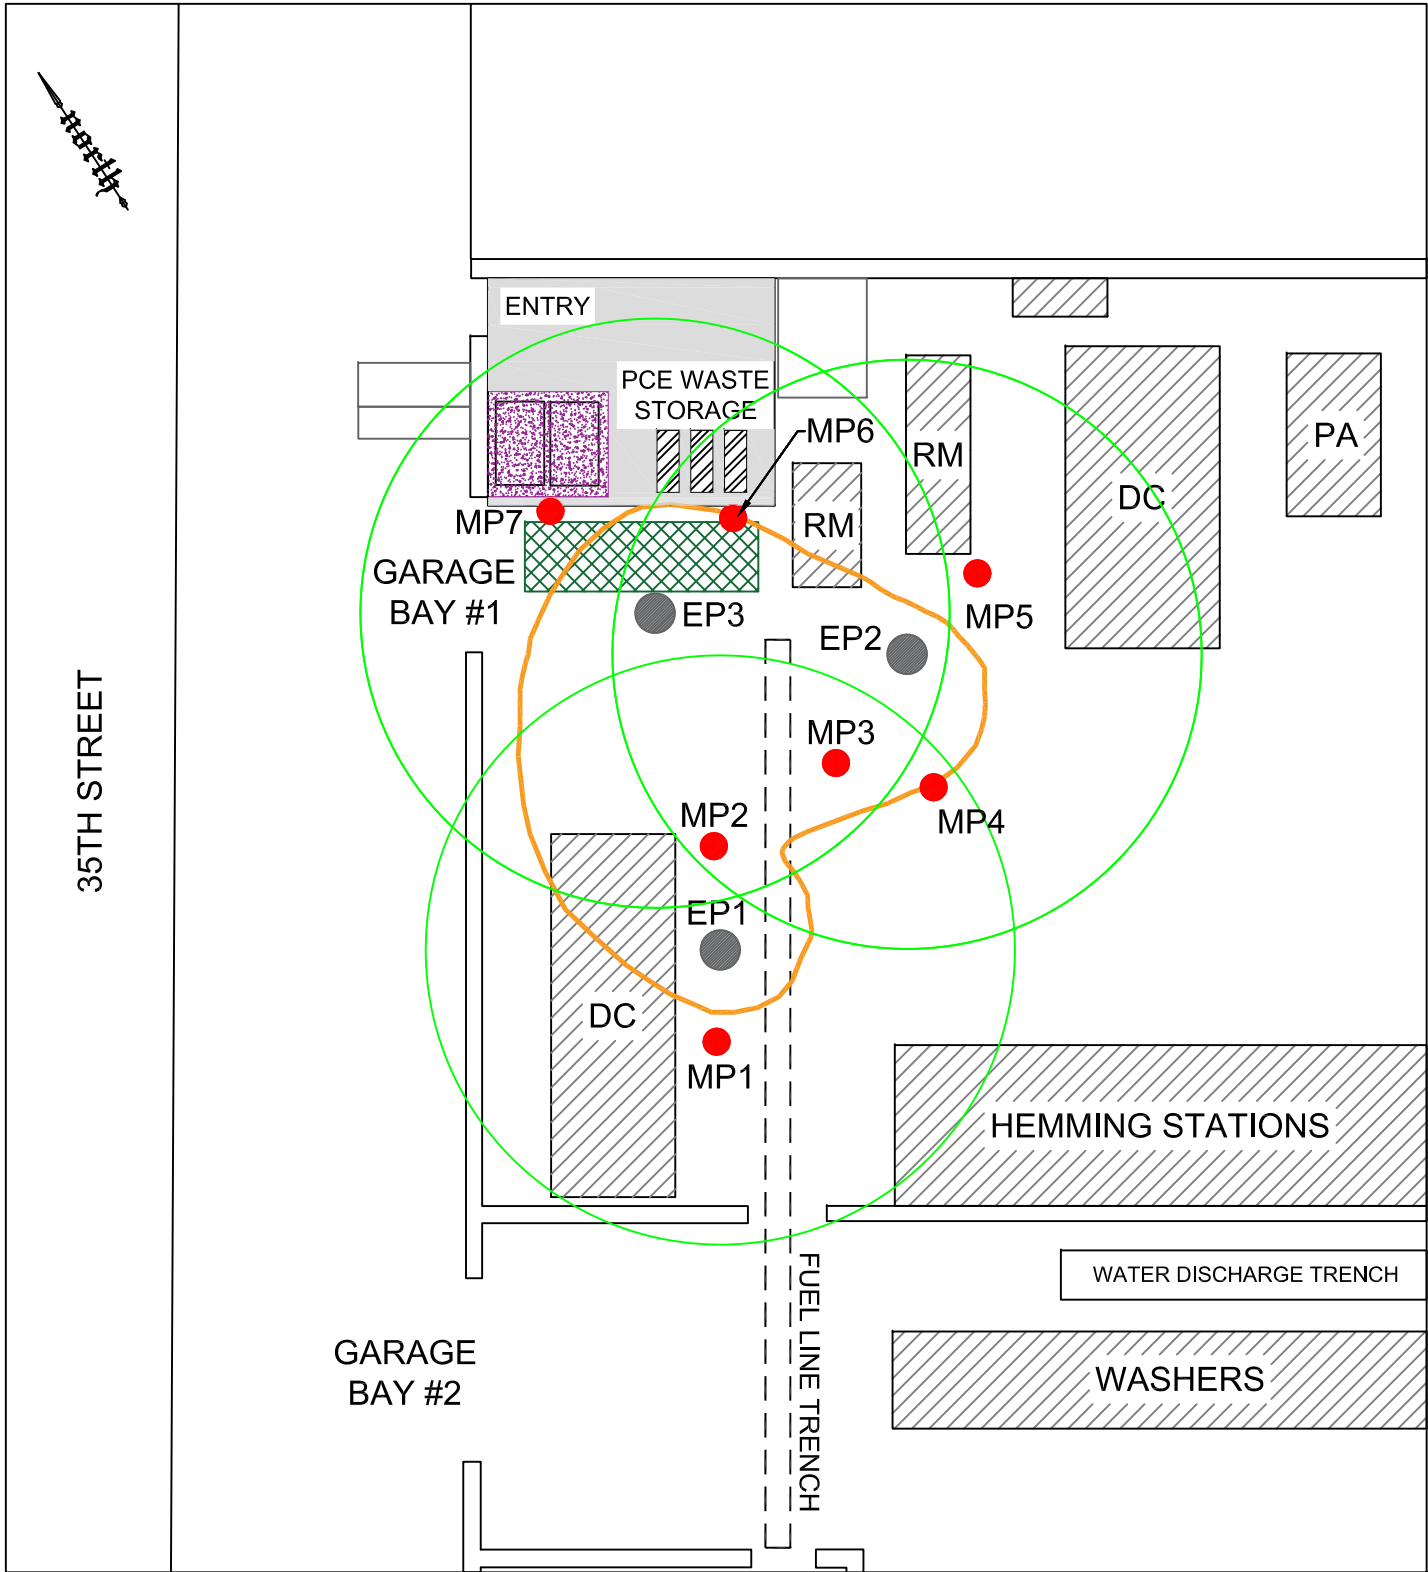 north
ENTRY
PCE WASTE
STORAGE
MP6
RM
PA
DC
MP7
RM
GARAGE
BAY #1
EP3
MP5
EP2
35TH STREET
MP3
MP2
MP4
EP1
DC
MP1
HEMMING STATIONS
FUEL LINE TRENCH
WATER DISCHARGE TRENCH
GARAGE
BAY #2
WASHERS